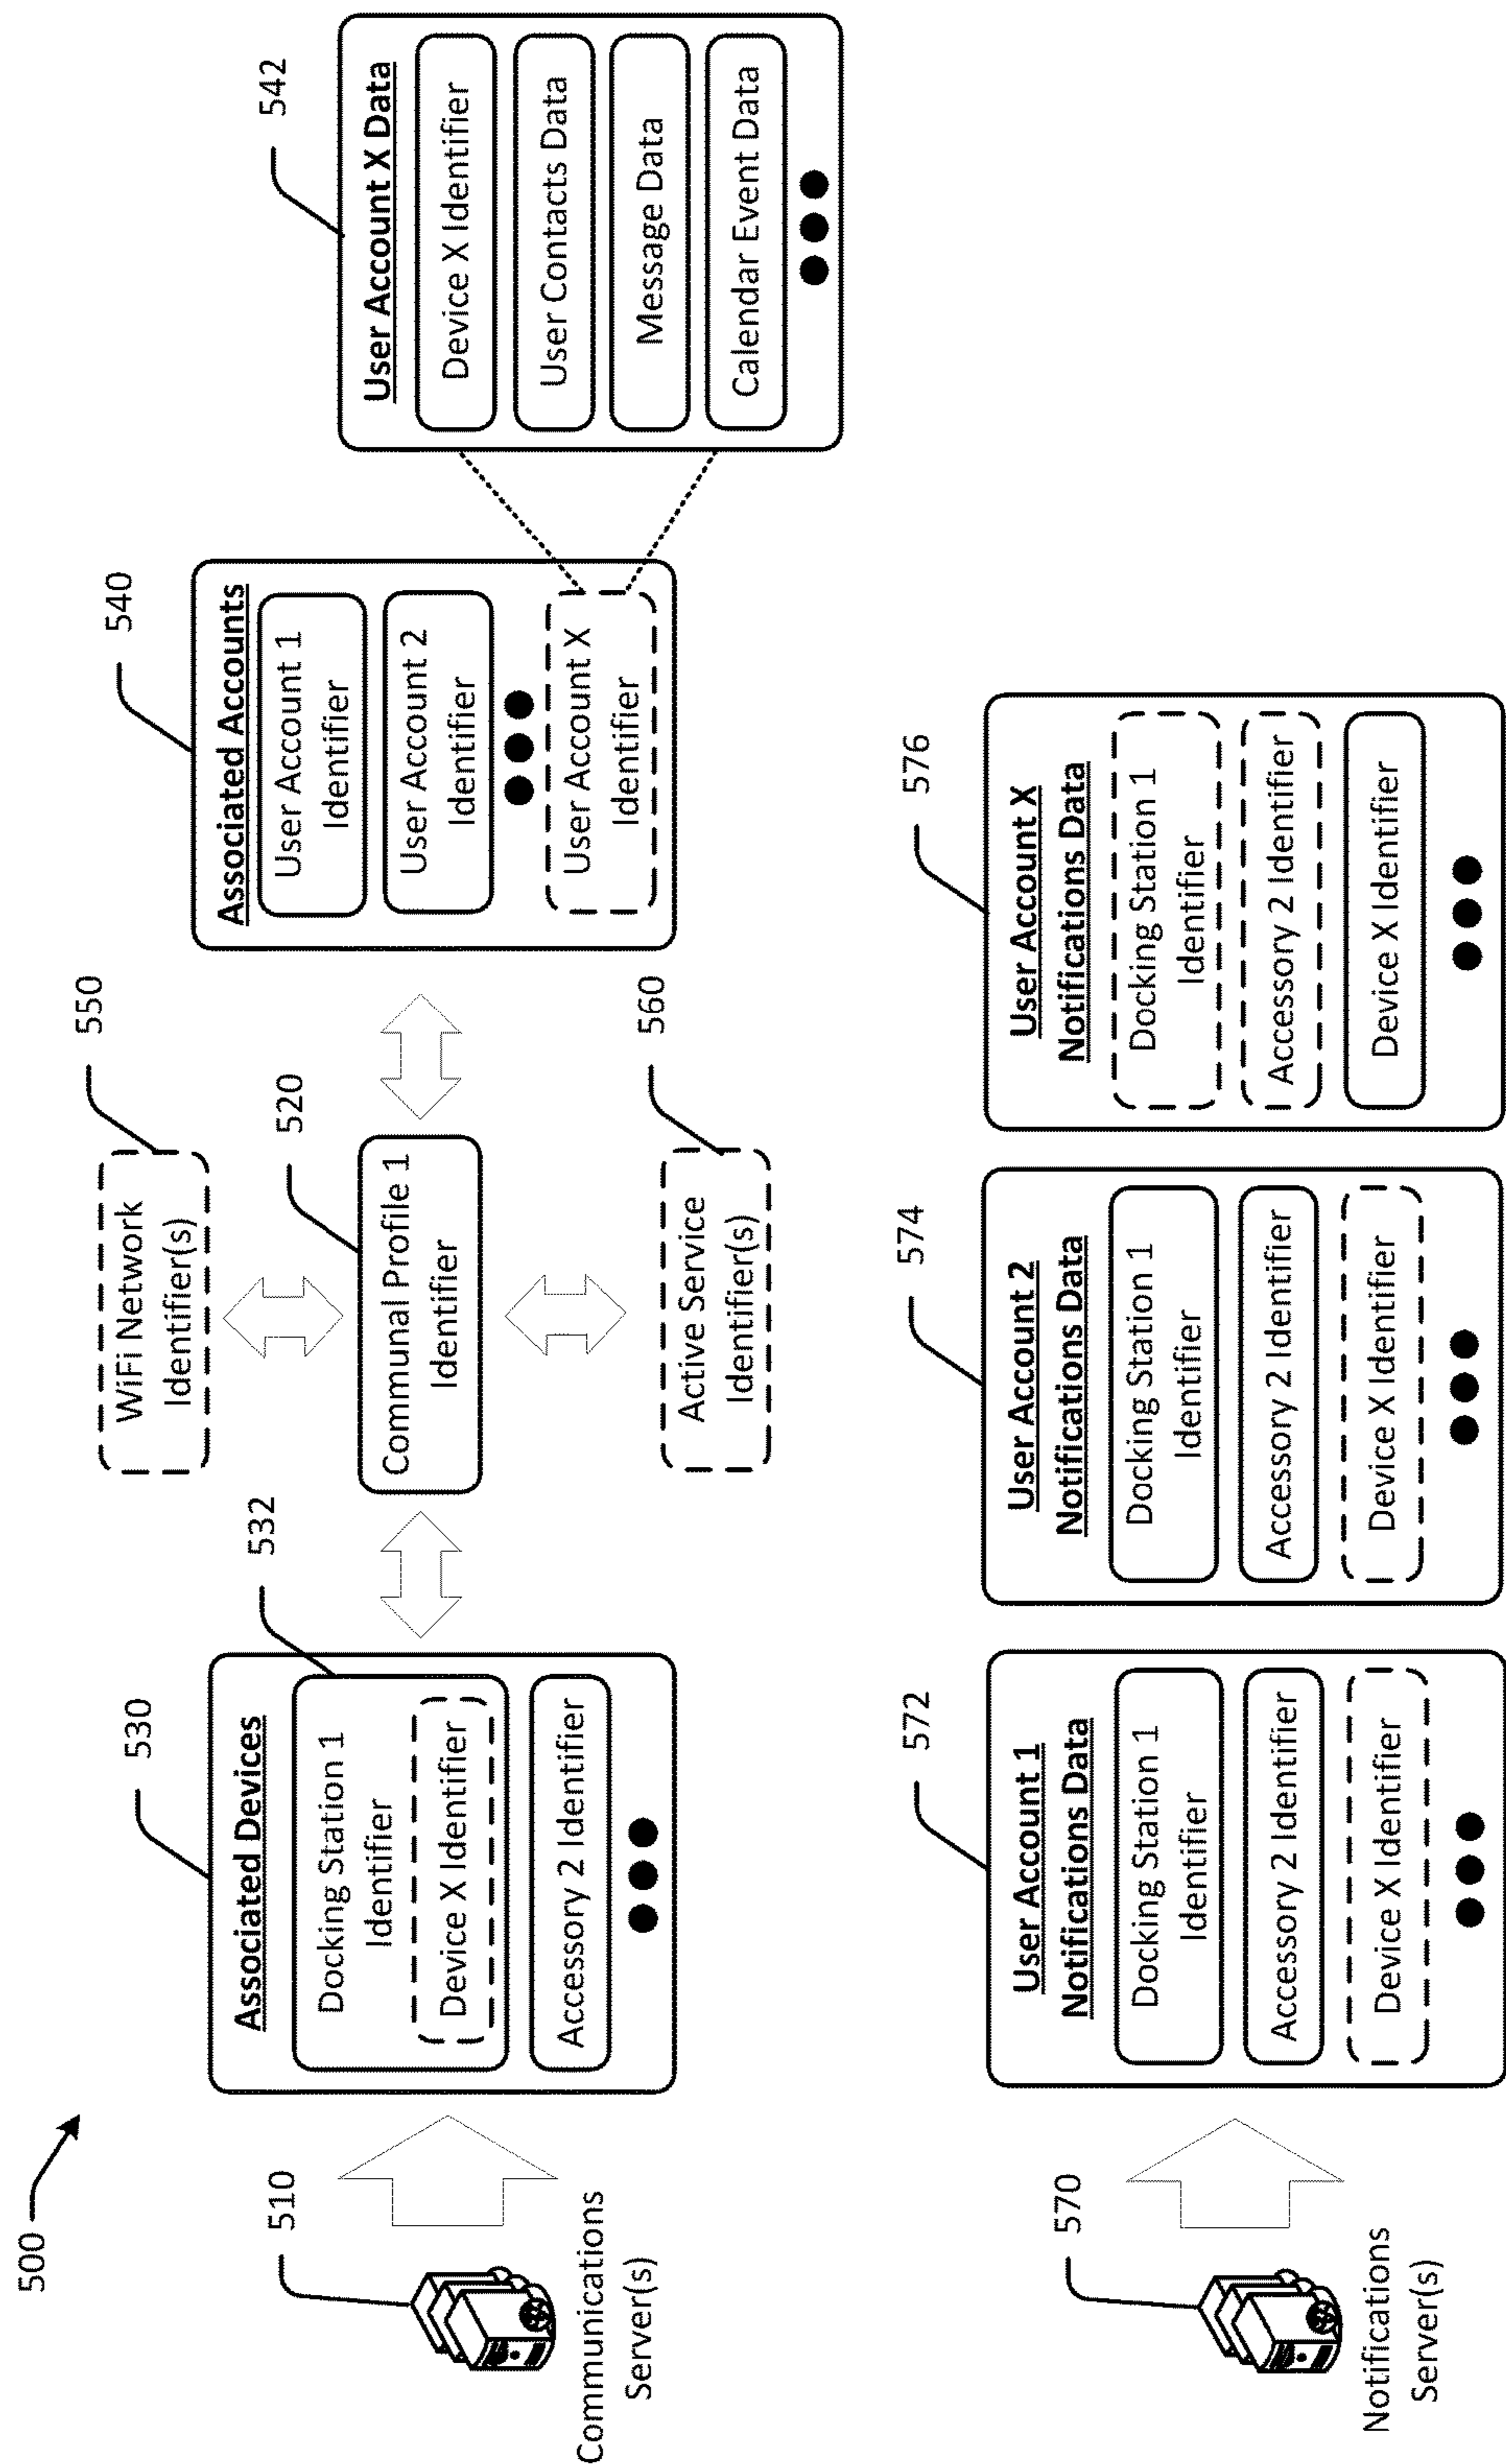 500
510
Communications
Server(s)
530
Associated Devices
532
Docking Station 1
Identifier
Device X Identifier
Accessory 2 Identifier
550
WiFi Network
Identifier(s)
520
Communal Profile 1
Identifier
560
Active Service
Identifier(s)
540
Associated Accounts
User Account 1
Identifier
User Account 2
Identifier
User Account X
Identifier
542
User Account X Data
Device X Identifier
User Contacts Data
Message Data
Calendar Event Data
570
Notifications
Server(s)
572
User Account 1
Notifications Data
Docking Station 1
Identifier
Accessory 2 Identifier
Device X Identifier
574
User Account 2
Notifications Data
Docking Station 1
Identifier
Accessory 2 Identifier
Device X Identifier
576
User Account X
Notifications Data
Docking Station 1
Identifier
Accessory 2 Identifier
Device X Identifier